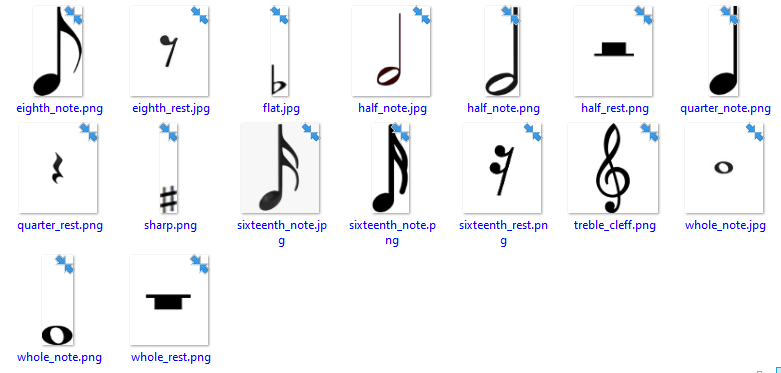 eighth_note.png
eighth_rest.jpg
flat.jpg
half_note.jpg
half_note.png
half_rest.png
quarter_note.png
quarter_rest.png
sharp.png
sixteenth_note.jp
g
sixteenth_note.p
ng
sixteenth_rest.pn
g
treble_cleff.png
whole_note.jpg
whole_note.png
whole_rest.png